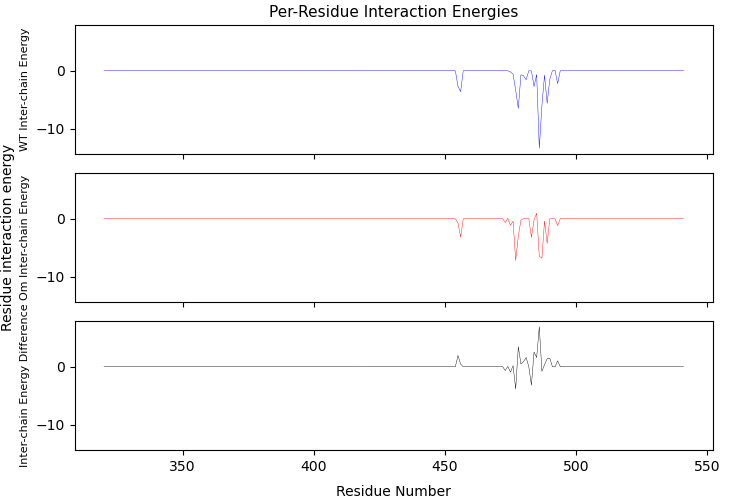 Per-Residue Interaction Energies
Residue interaction energy
WT Inter-chain Energy
0
−10
Om Inter-chain Energy
0
−10
Inter-chain Energy Difference
0
−10
350
400
450
500
550
Residue Number